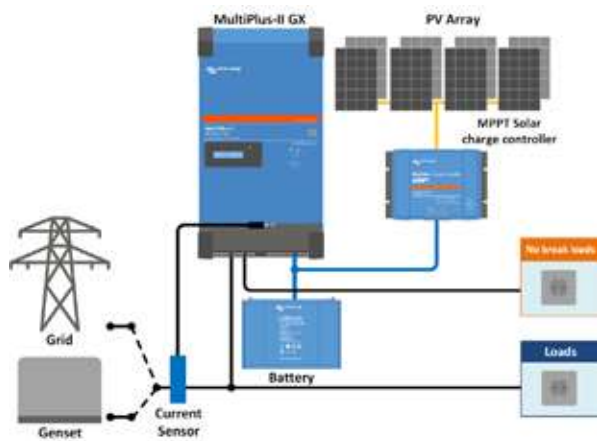 MultiPlus-II GX
PV Array
MPPT Solar
charge controller
No break loads
Grid
Loads
Battery
Current
Sensor
Genset